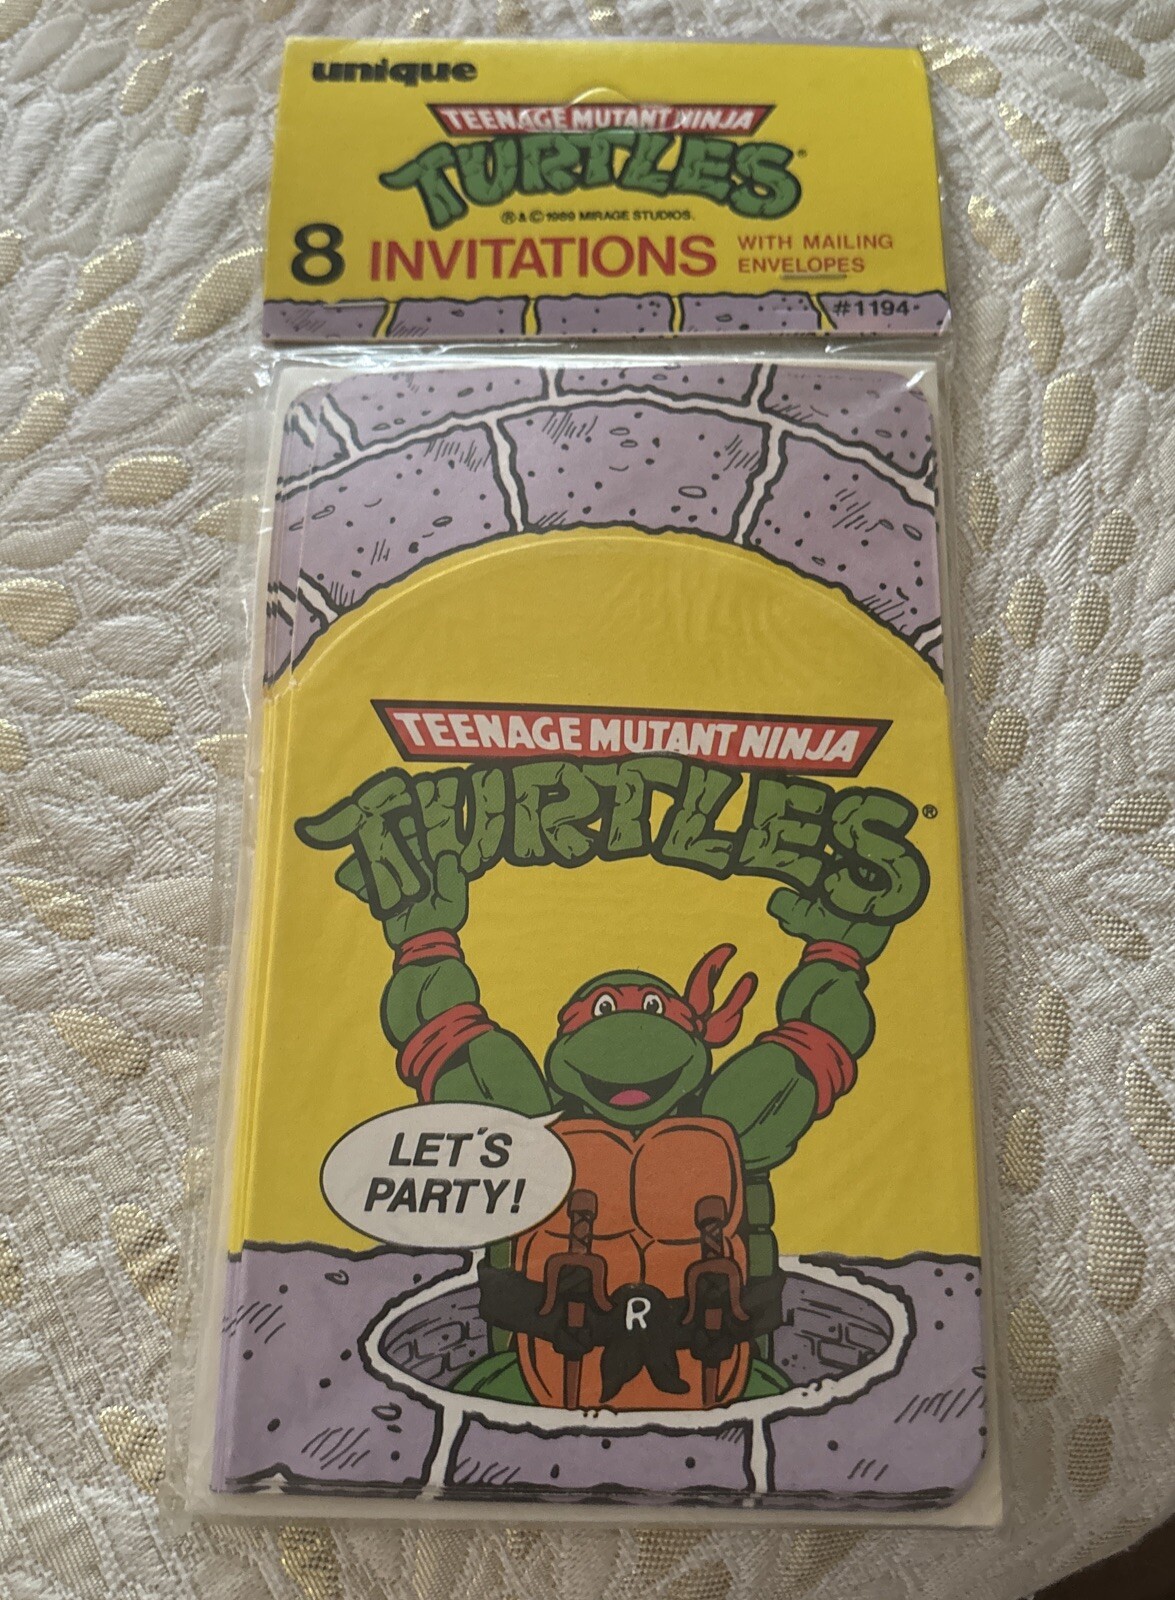 unique
TEENAGE MUTANT NINJA
TURTLES®
® & © 1989 MIRAGE STUDIOS.
8 INVITATIONS
WITH MAILING
ENVELOPES
#1194
TEENAGE MUTANT NINJA
TURTLES®
LET'S
PARTY!
R